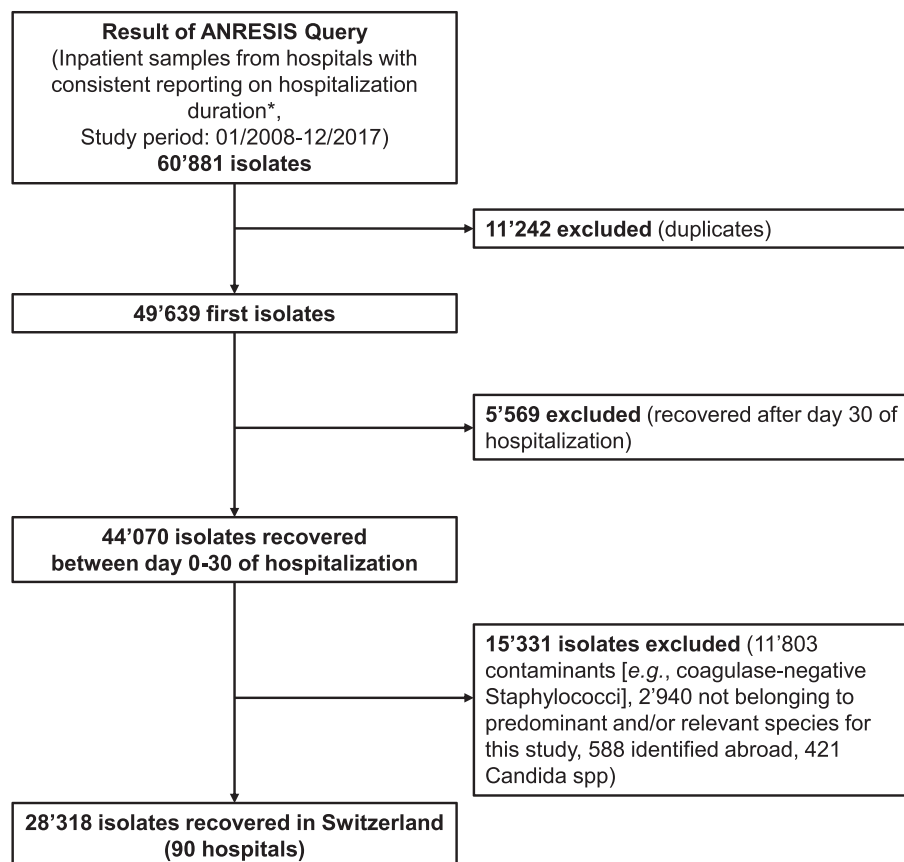 Result of ANRESIS Query
(Inpatient samples from hospitals with
consistent reporting on hospitalization
duration*,
Study period: 01/2008-12/2017)
60'881 isolates
11'242 excluded (duplicates)
49'639 first isolates
5'569 excluded (recovered after day 30 of
hospitalization)
44'070 isolates recovered
between day 0-30 of hospitalization
15'331 isolates excluded (11'803
contaminants [e.g., coagulase-negative
Staphylococci], 2'940 not belonging to
predominant and/or relevant species for
this study, 588 identified abroad, 421
Candida spp)
28'318 isolates recovered in Switzerland
(90 hospitals)